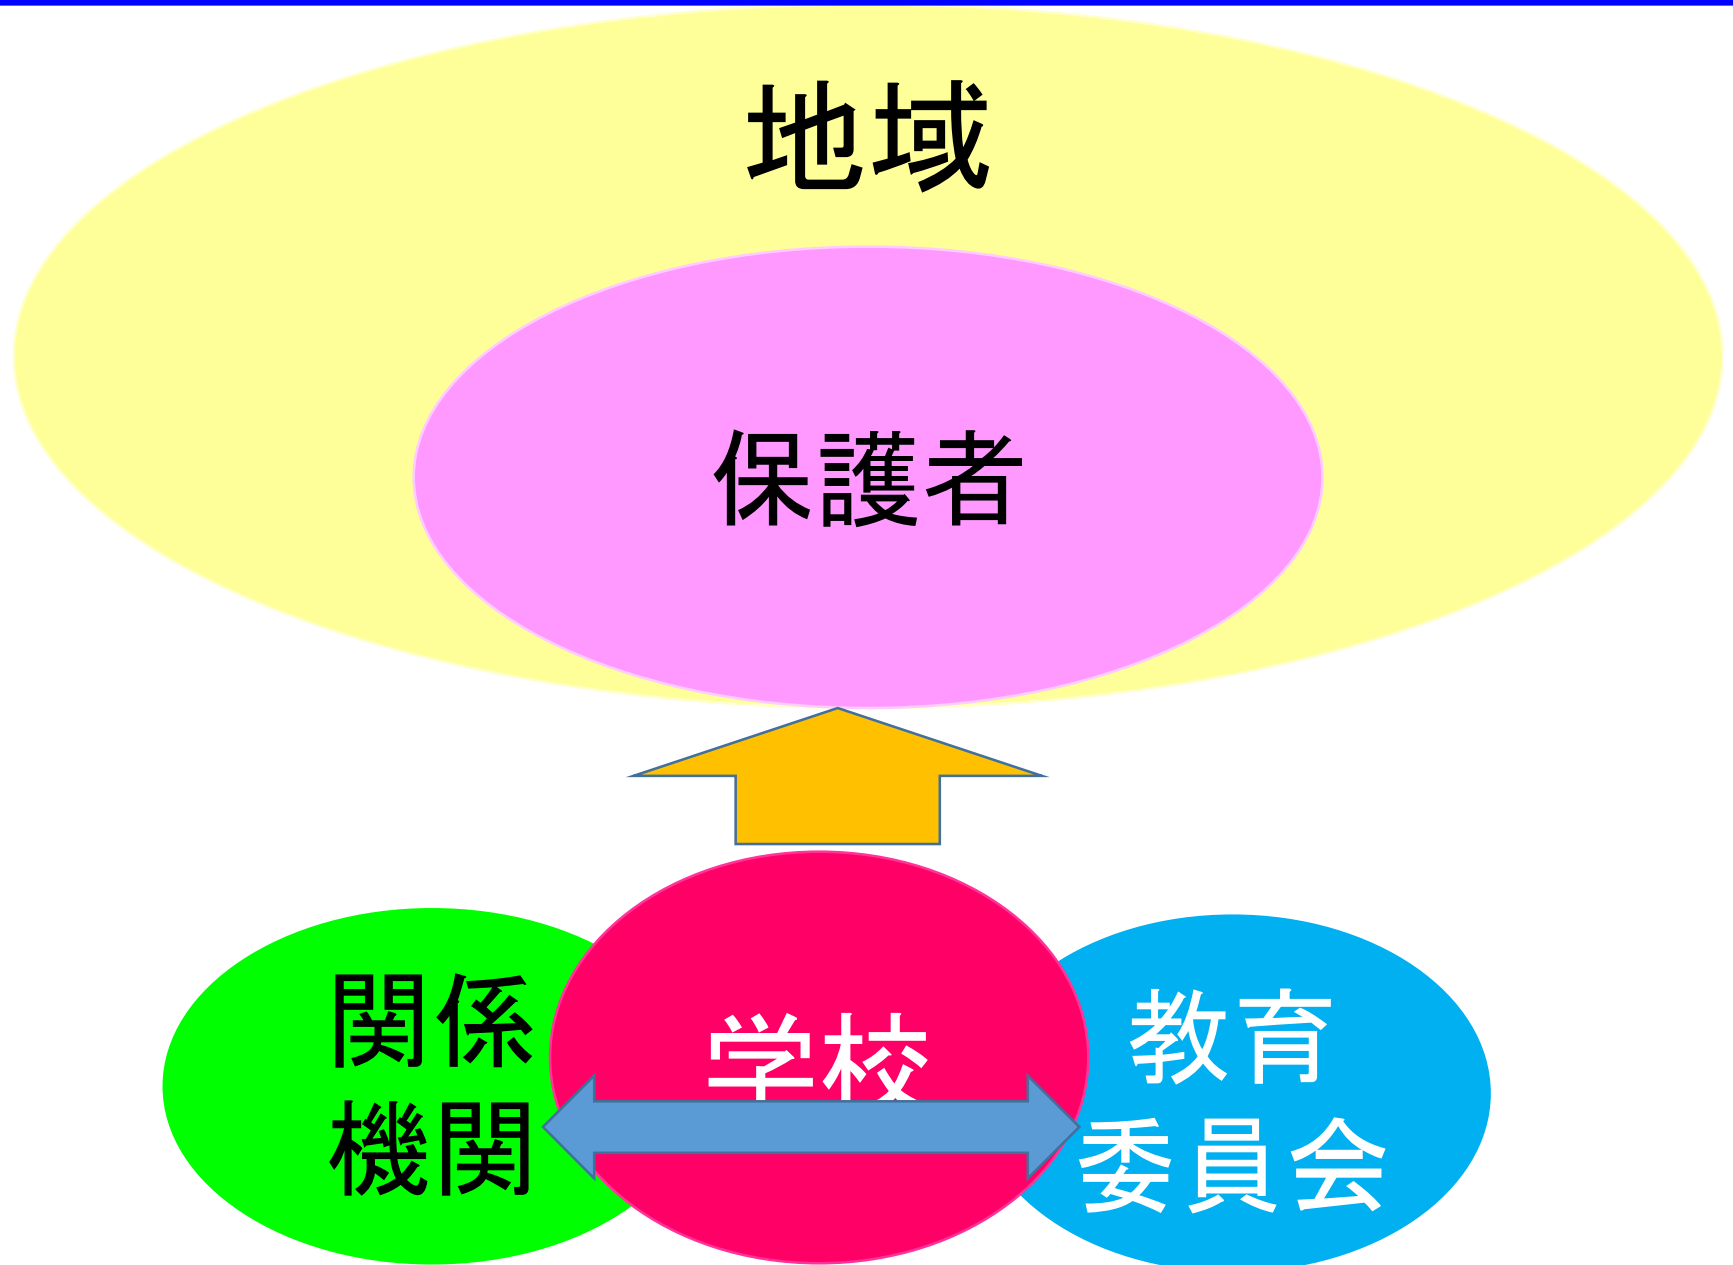 地域
保護者
関係
機関
学校
教育
委員会